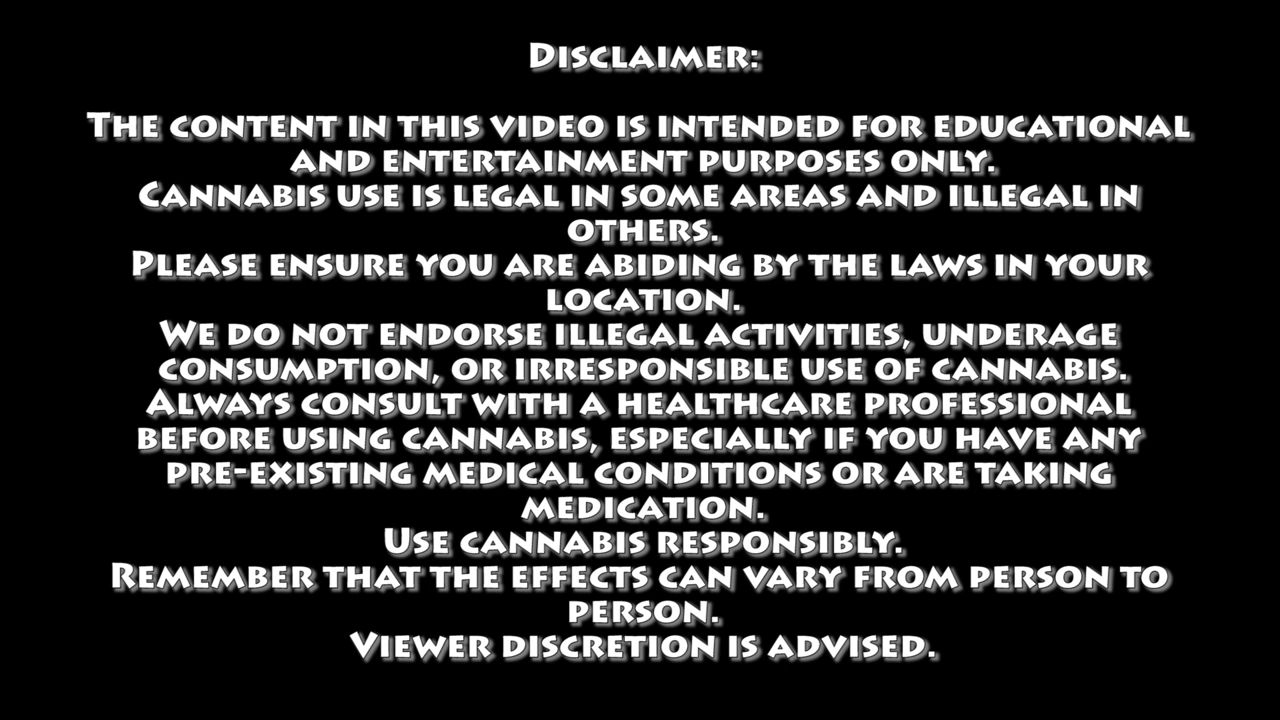 Disclaimer:
The content in this video is intended for educational
and entertainment purposes only.
Cannabis use is legal in some areas and illegal in
others.
Please ensure you are abiding by the laws in your
location.
We do not endorse illegal activities, underage
consumption, or irresponsible use of cannabis.
Always consult with a healthcare professional
before using cannabis, especially if you have any
pre-existing medical conditions or are taking
medication.
Use cannabis responsibly.
Remember that the effects can vary from person to
person.
Viewer discretion is advised.